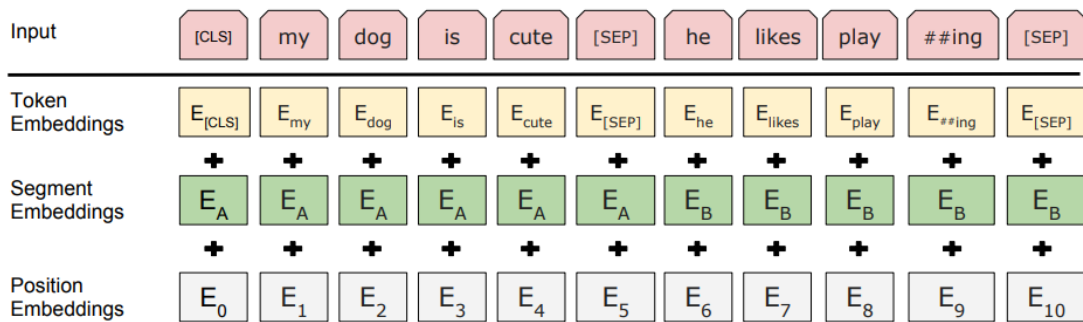 Input [CLS] my dog is cute [SEP] he likes play ##ing [SEP]
Token Embeddings E[CLS] Emy Edog Eis Ecute E[SEP] Ehe Elikes Eplay E##ing E[SEP]
+ + + + + + + + + + +
Segment Embeddings EA EA EA EA EA EA EB EB EB EB EB
+ + + + + + + + + + +
Position Embeddings E0 E1 E2 E3 E4 E5 E6 E7 E8 E9 E10